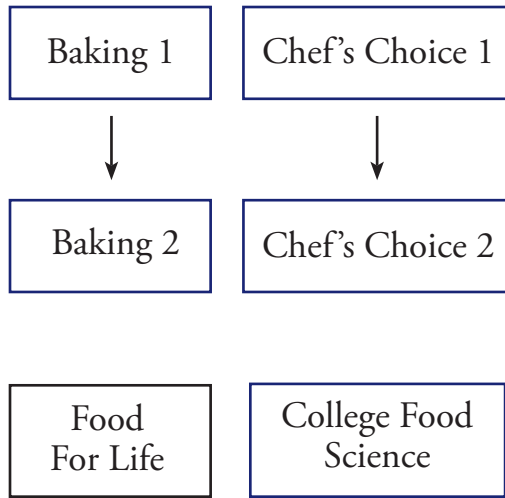 Baking 1
Chef’s Choice 1
Baking 2
Chef’s Choice 2
Food
For Life
College Food
Science